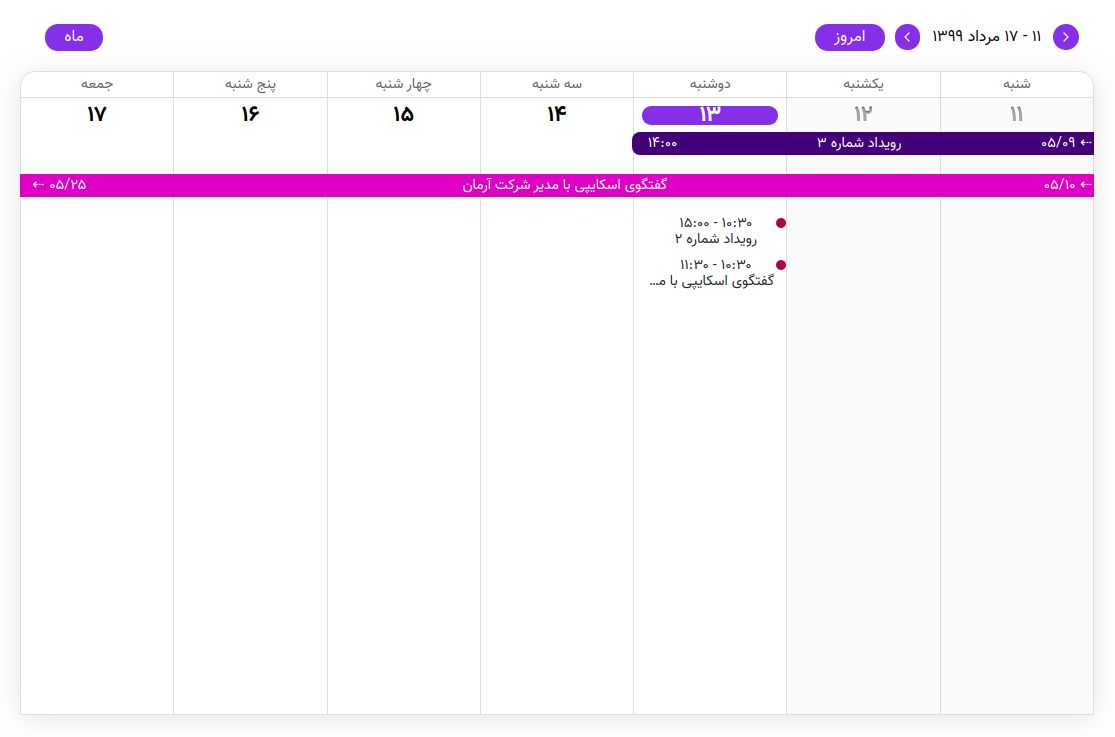 ۱۱ - ۱۷ مرداد ۱۳۹۹
امروز
ماه
شنبه
یکشنبه
دوشنبه
سه شنبه
چهار شنبه
پنج شنبه
جمعه
۱۱
۱۲
۱۳
۱۴
۱۵
۱۶
۱۷
⇠ ۰۵/۰۹ رویداد شماره ۳ ۱۴:۰۰
⇠ ۰۵/۱۰ گفتگوی اسکایپی با مدیر شرکت آرمان ۰۵/۲۵ ⇠
۱۰:۳۰ - ۱۵:۰۰
رویداد شماره ۲
۱۰:۳۰ - ۱۱:۳۰
گفتگوی اسکایپی با م...